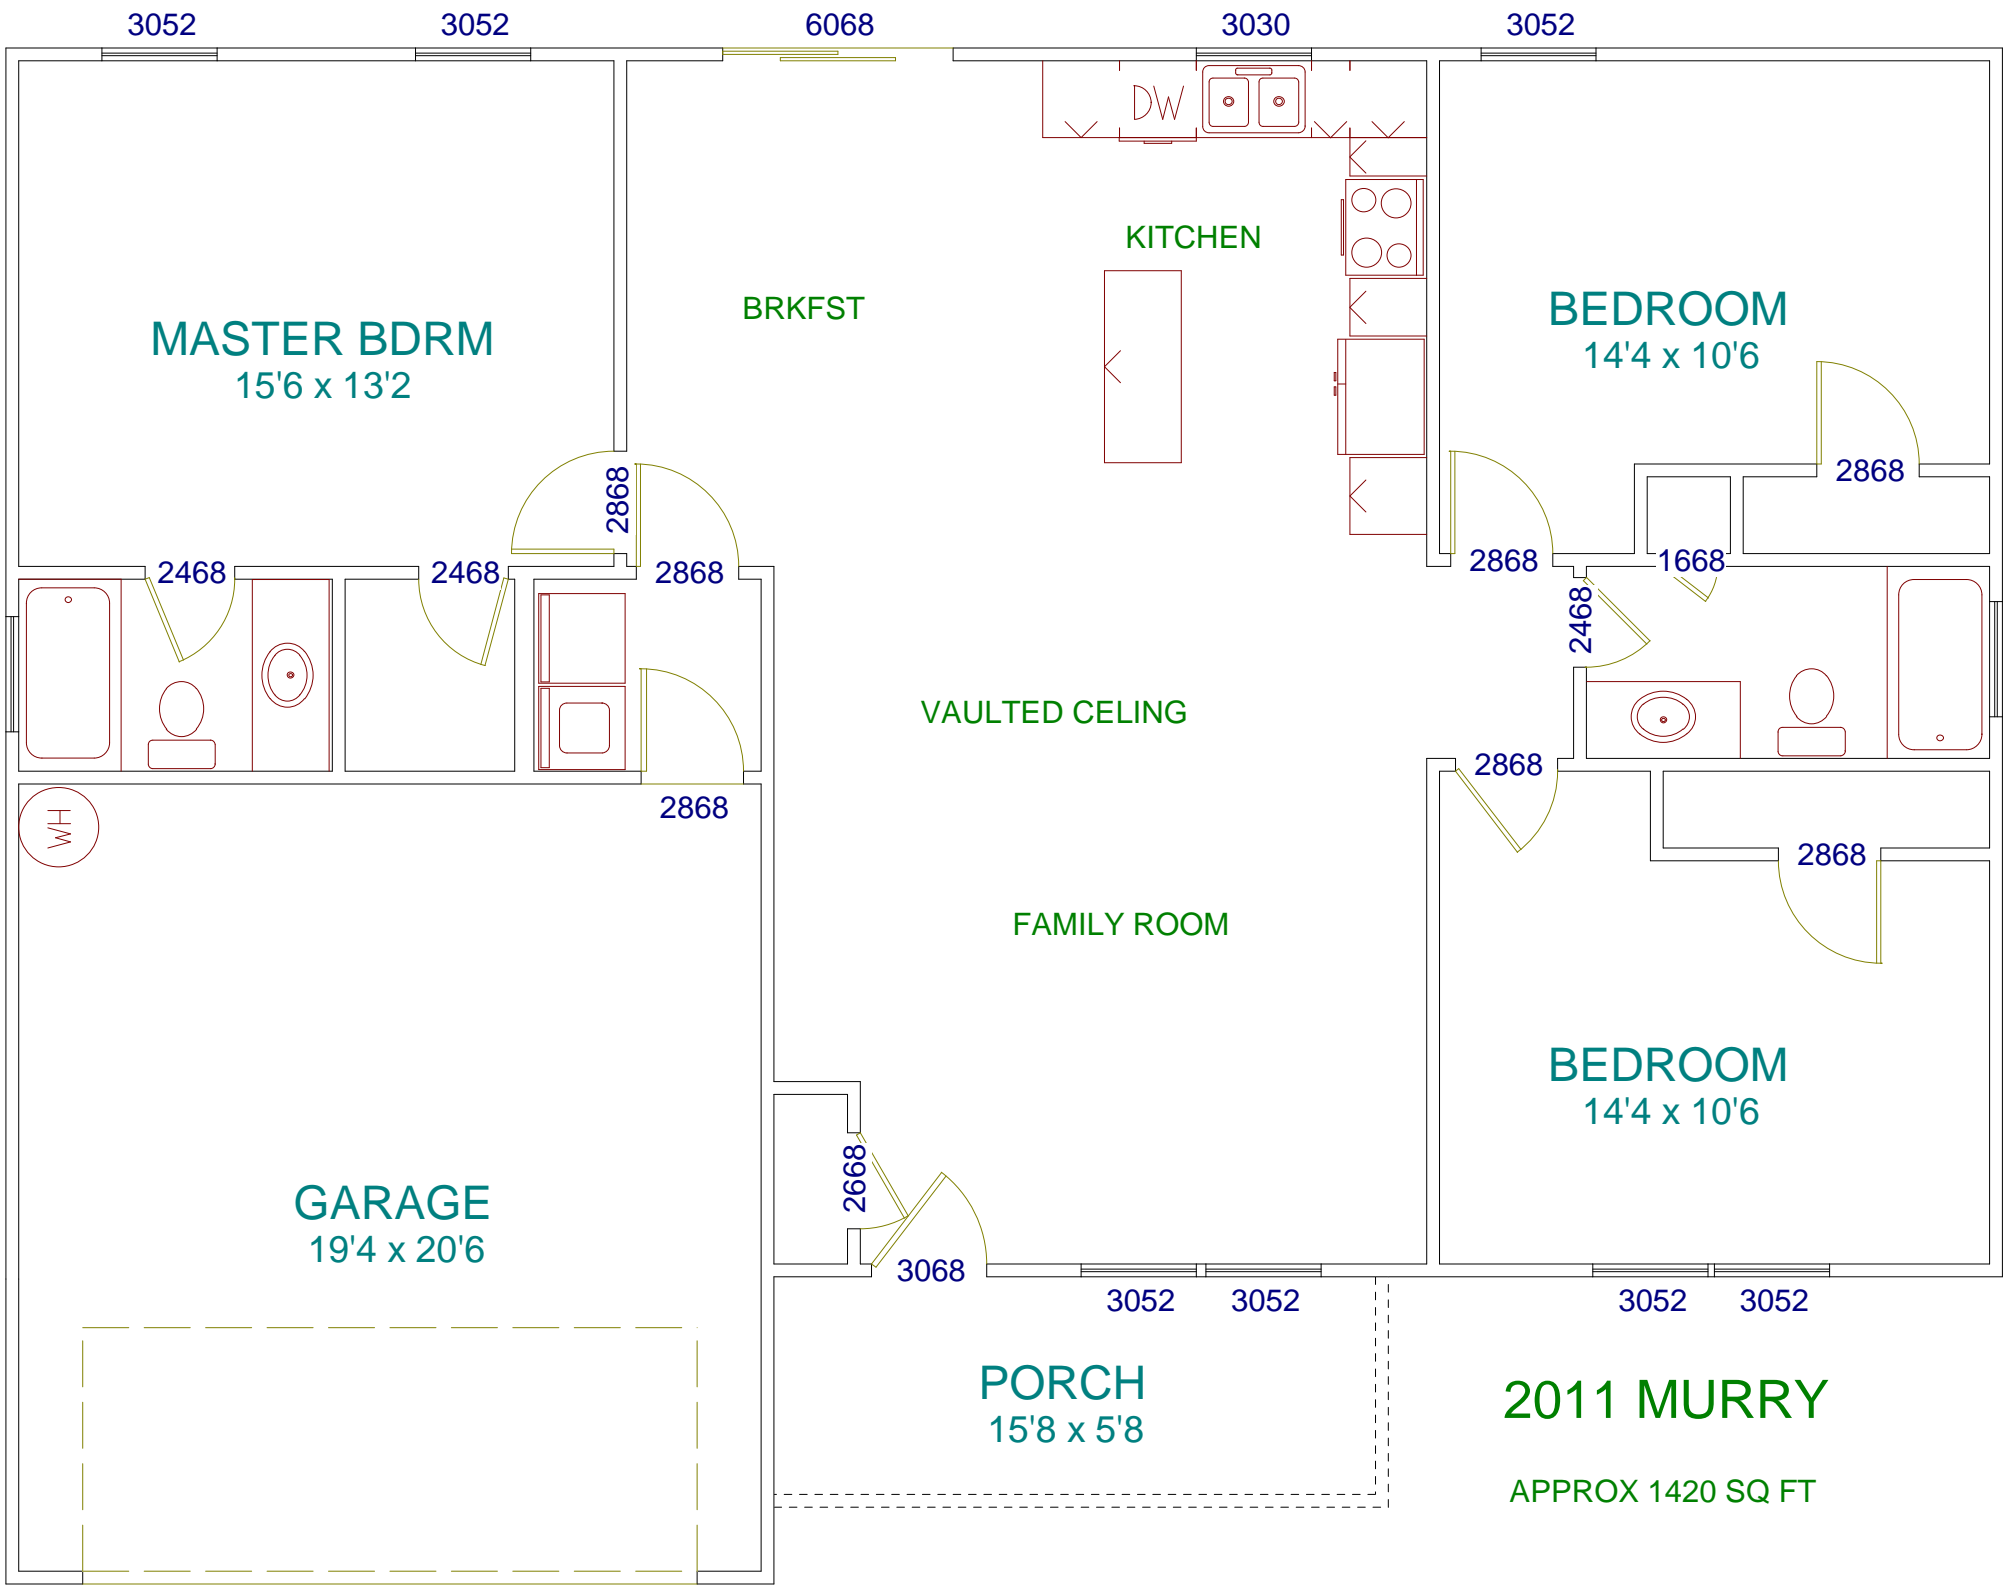 3052
3052
6068
3030
3052
DW
KITCHEN
BRKFST
MASTER BDRM
15'6 x 13'2
BEDROOM
14'4 x 10'6
2868
2868
2468
2468
2868
2868
1668
2468
VAULTED CELING
2868
2868
WH
2868
FAMILY ROOM
BEDROOM
14'4 x 10'6
2668
GARAGE
19'4 x 20'6
3068
3052
3052
3052
3052
PORCH
15'8 x 5'8
2011 MURRY
APPROX 1420 SQ FT